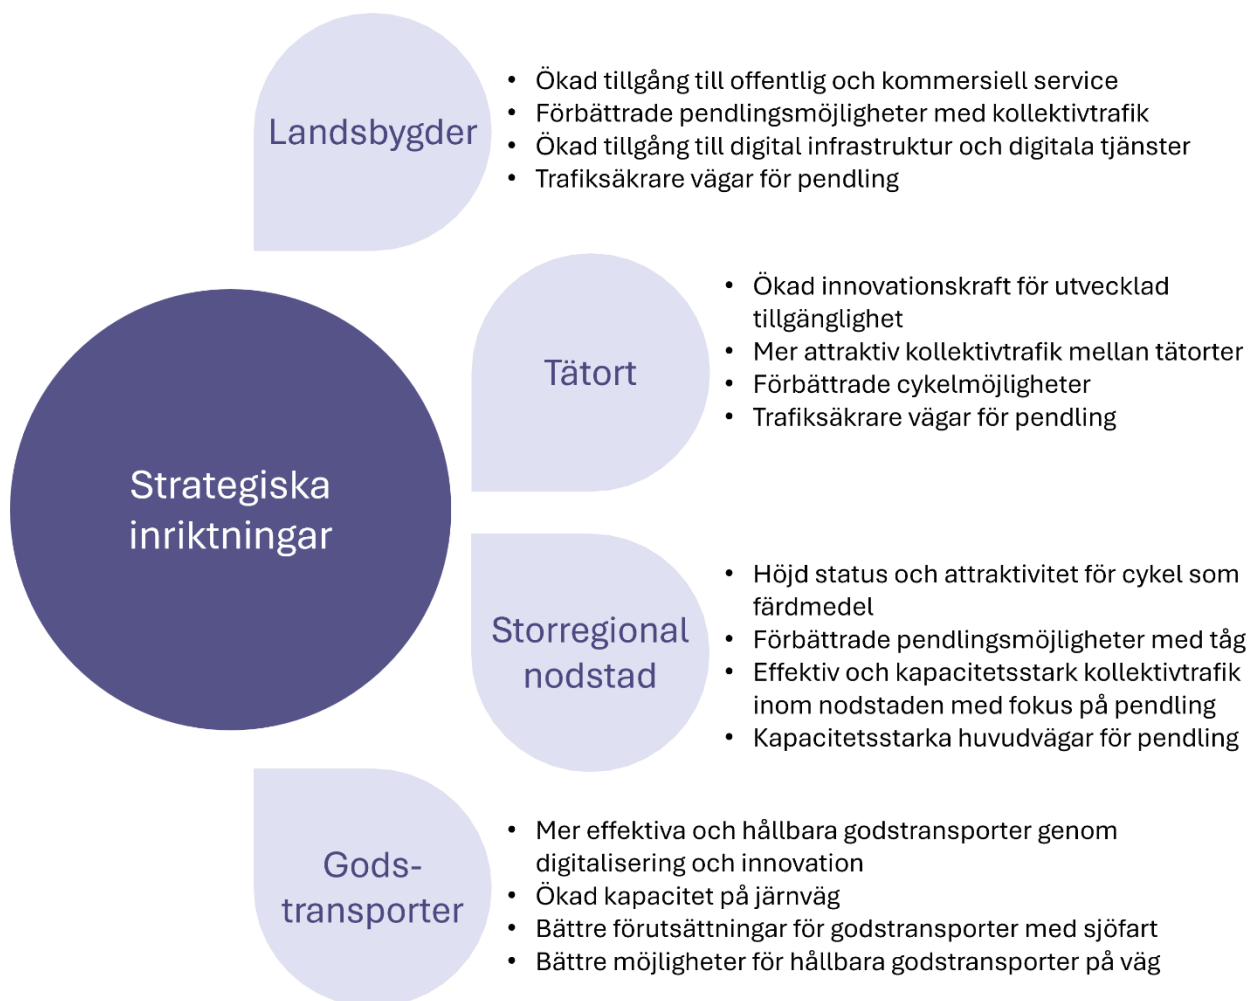 Landsbygder
• Ökad tillgång till offentlig och kommersiell service
• Förbättrade pendlingsmöjligheter med kollektivtrafik
• Ökad tillgång till digital infrastruktur och digitala tjänster
• Trafiksäkrare vägar för pendling
Strategiska
inriktningar
Tätort
• Ökad innovationskraft för utvecklad
tillgänglighet
• Mer attraktiv kollektivtrafik mellan tätorter
• Förbättrade cykelmöjligheter
• Trafiksäkrare vägar för pendling
Storregional
nodstad
• Höjd status och attraktivitet för cykel som
färdmedel
• Förbättrade pendlingsmöjligheter med tåg
• Effektiv och kapacitetsstark kollektivtrafik
inom nodstaden med fokus på pendling
• Kapacitetsstarka huvudvägar för pendling
Gods-
transporter
• Mer effektiva och hållbara godstransporter genom
digitalisering och innovation
• Ökad kapacitet på järnväg
• Bättre förutsättningar för godstransporter med sjöfart
• Bättre möjligheter för hållbara godstransporter på väg